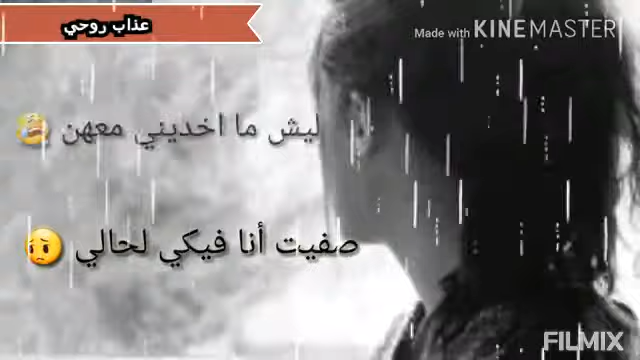 عذاب روحي
Made with KINEMASTER
ليش ما اخديني معهن 😭
صفيت أنا فيكي لحالي 😔
FILMIX